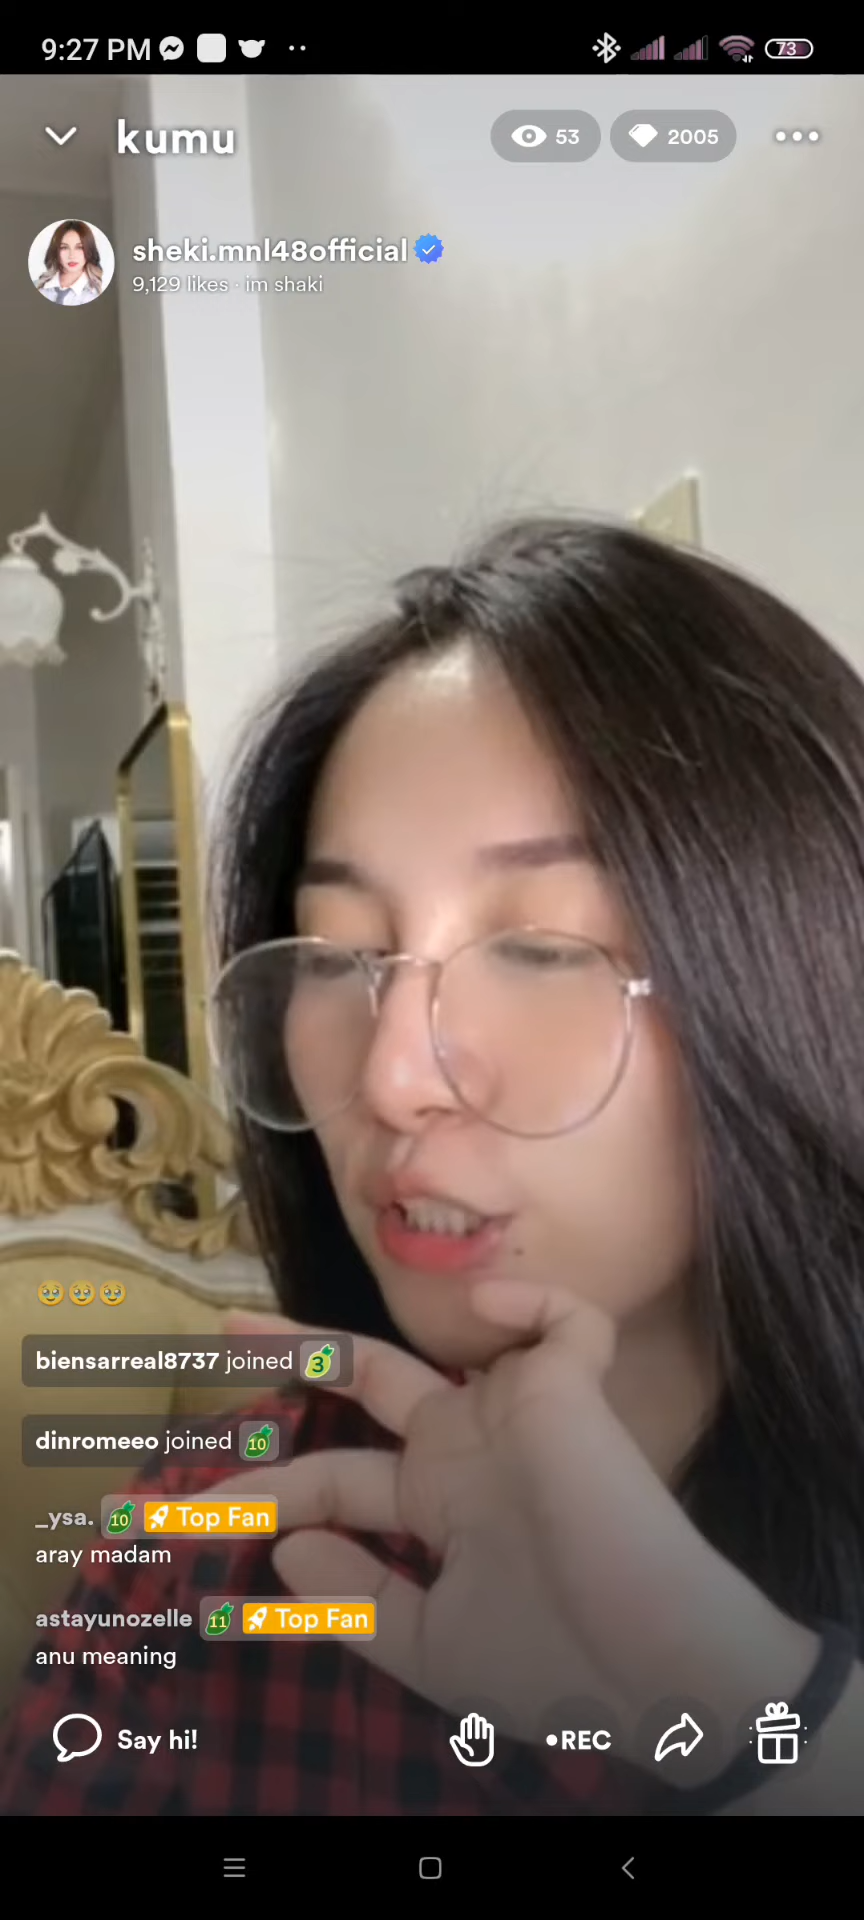 9:27 PM
73
kumu
53
2005
sheki.mnl48official
9,129 likes · im shaki
🥹🥹🥹
biensarreal8737 joined 3
dinromeeo joined 10
_ysa. 10 Top Fan
aray madam
astayunozelle 11 Top Fan
anu meaning
Say hi!
•REC